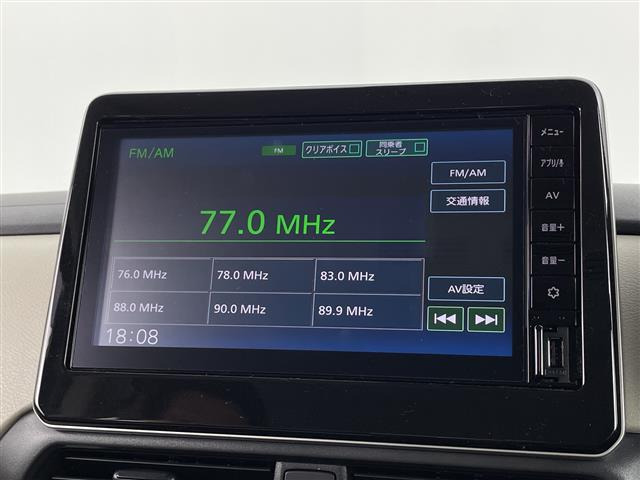 FM/AM
FM
クリアボイス
同乗者
スリープ
FM/AM
交通情報
77.0 MHz
76.0 MHz 78.0 MHz 83.0 MHz
88.0 MHz 90.0 MHz 89.9 MHz
AV設定
18:08
メニュー
アプリ/
AV
音量+
音量-